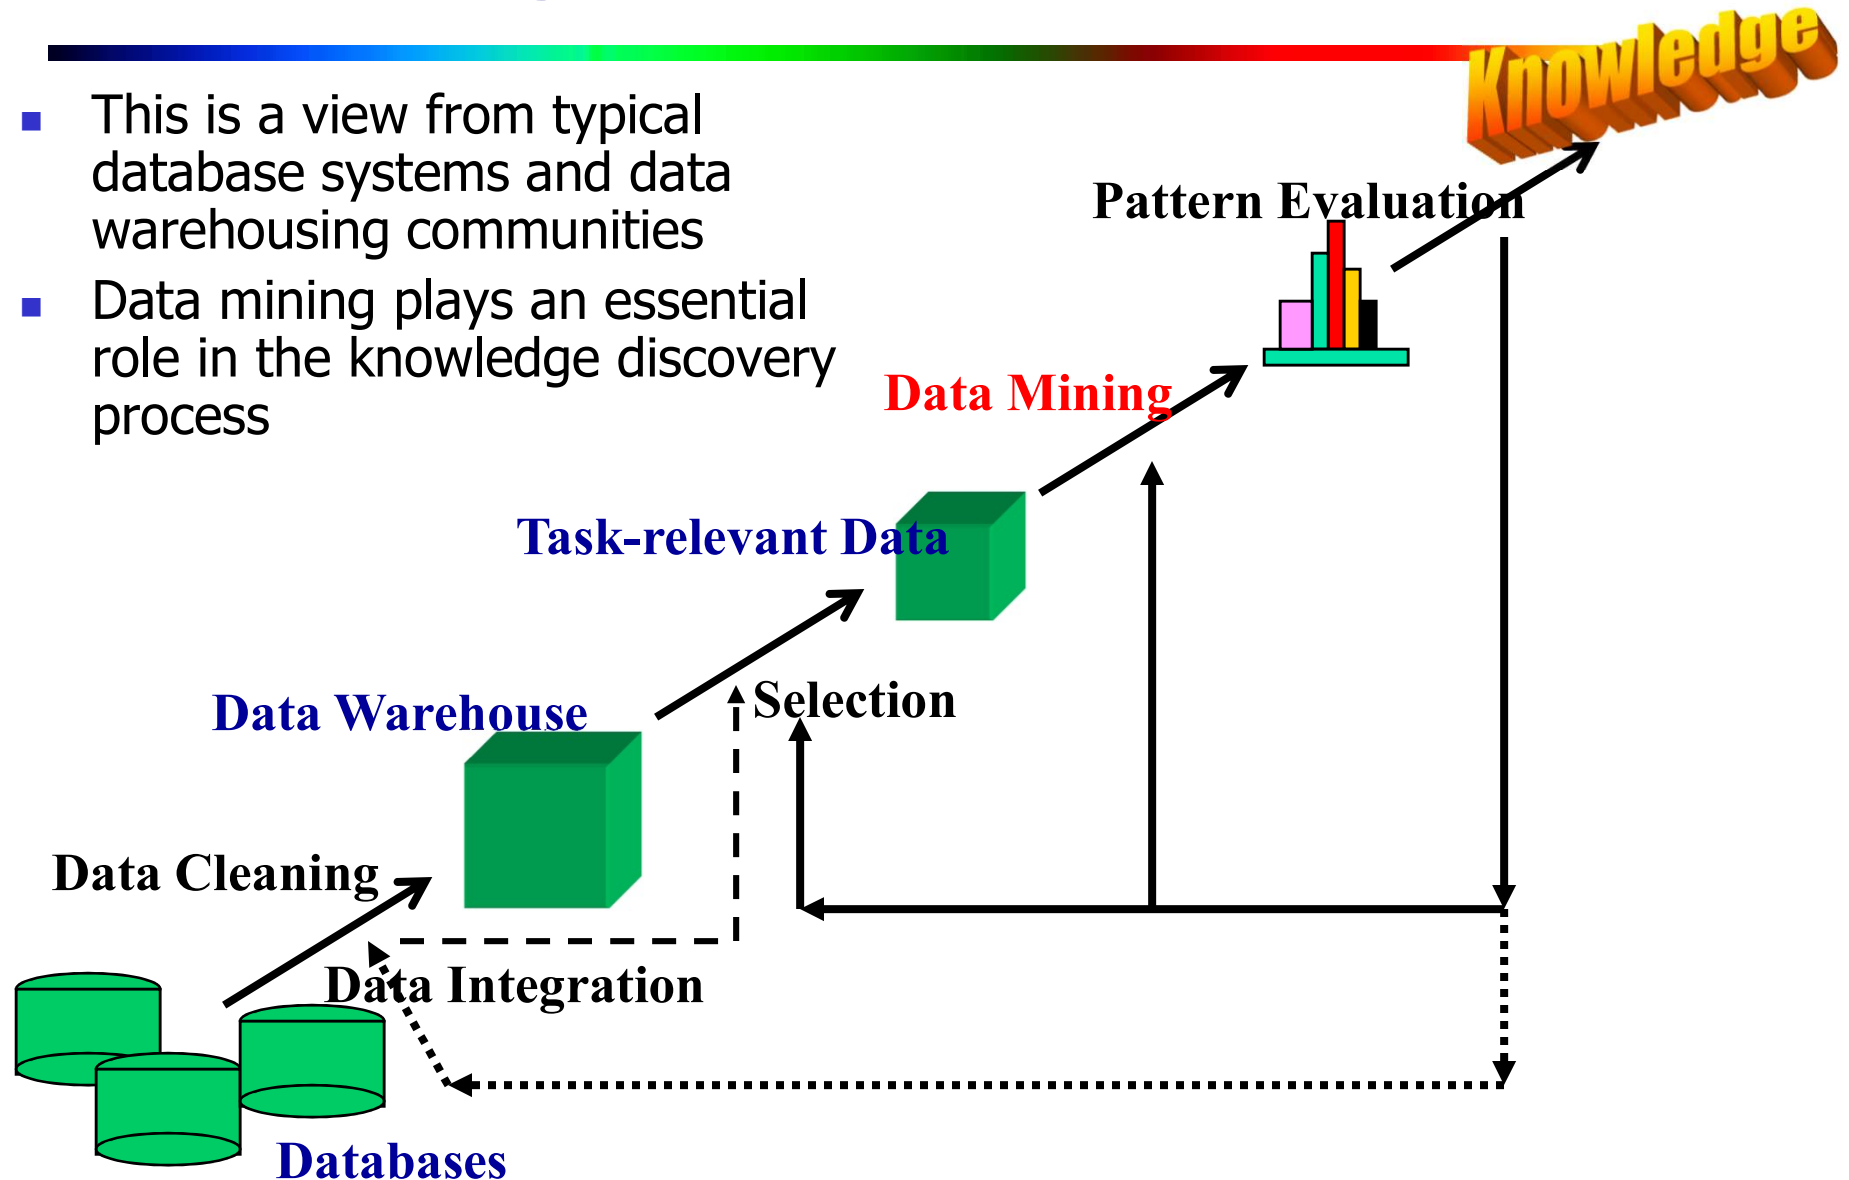 Knowledge
This is a view from typical
database systems and data
warehousing communities
Data mining plays an essential
role in the knowledge discovery
process
Pattern Evaluation
Data Mining
Task-relevant Data
Selection
Data Warehouse
Data Cleaning
Data Integration
Databases